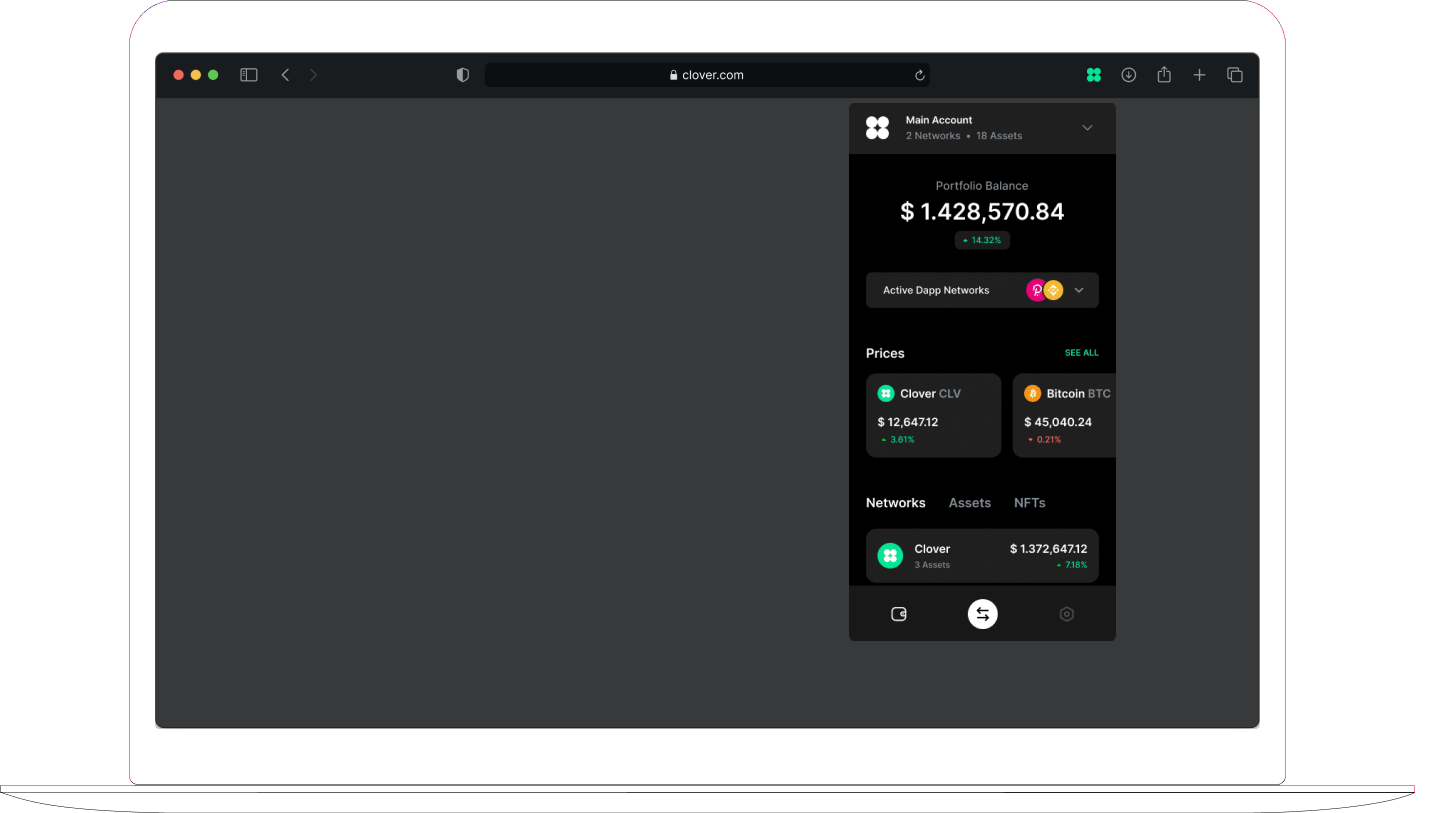 clover.com
Main Account
2 Networks • 18 Assets
Portfolio Balance
$ 1.428,570.84
14.32%
Active Dapp Networks
Prices
SEE ALL
Clover CLV
$ 12,647.12
3.61%
Bitcoin BTC
$ 45,040.24
0.21%
Networks Assets NFTs
Clover
$ 1.372,647.12
3 Assets
7.18%